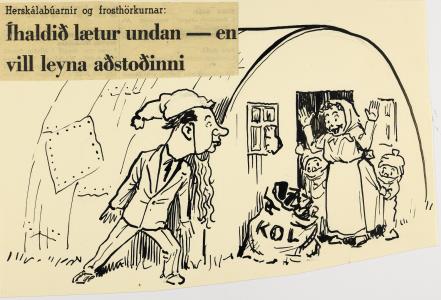 Herskálabúarnir og frosthörkurnar:
Íhaldið lætur undan — en
vill leyna aðstoðinni
KOL